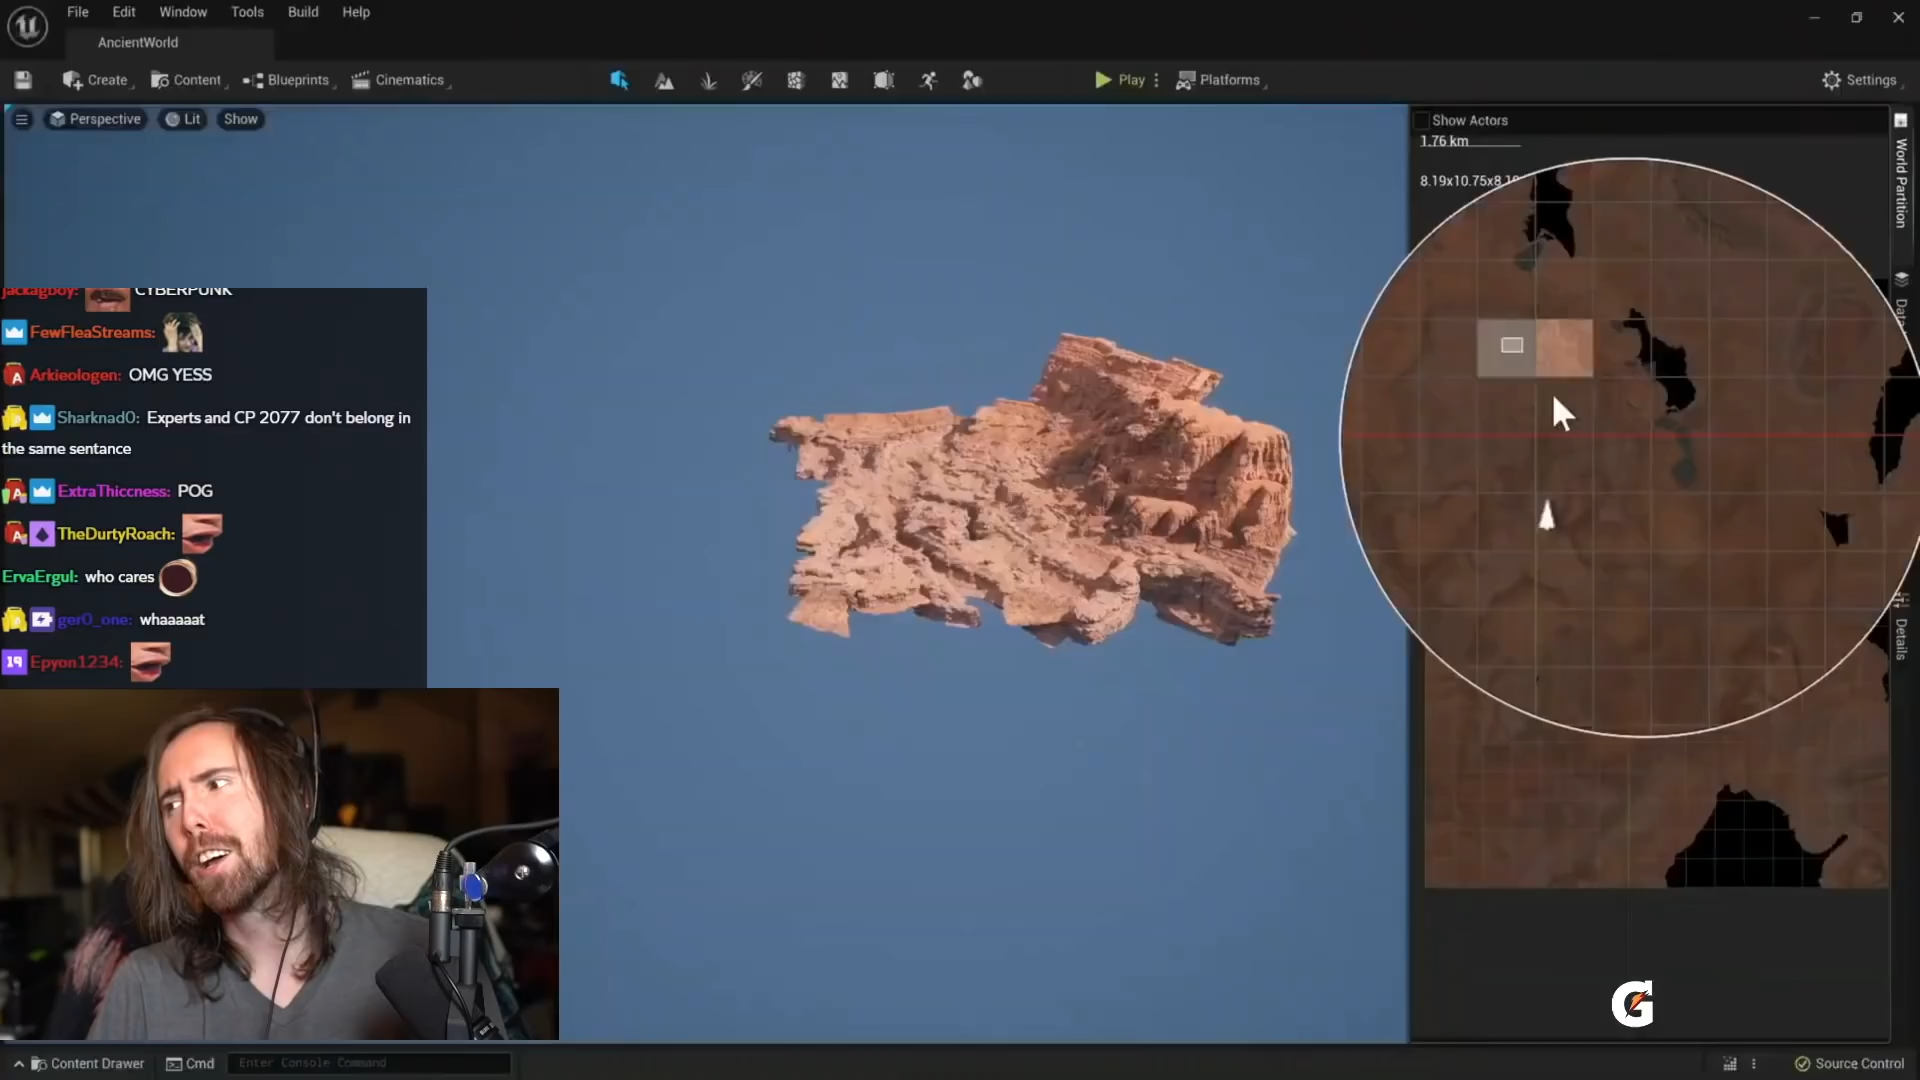 File Edit Window Tools Build Help
AncientWorld
Create Content Blueprints Cinematics Play Platforms Settings
Perspective Lit Show
Show Actors
1.76 km
World Partition
Details
jackagboy: CYBERPUNK
FewFleaStreams:
Arkieologen: OMG YESS
Sharknad0: Experts and CP 2077 don't belong in
the same sentance
ExtraThiccness: POG
TheDurtyRoach:
ErvaErgul: who cares
ger0_one: whaaaaat
Epyon1234:
G
Content Drawer Cmd Enter Console Command Source Control